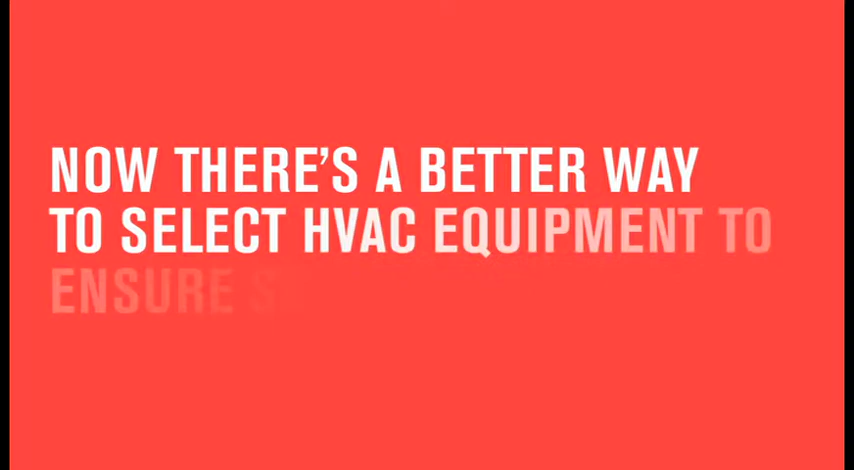 NOW THERE’S A BETTER WAY
TO SELECT HVAC EQUIPMENT TO
ENSURE